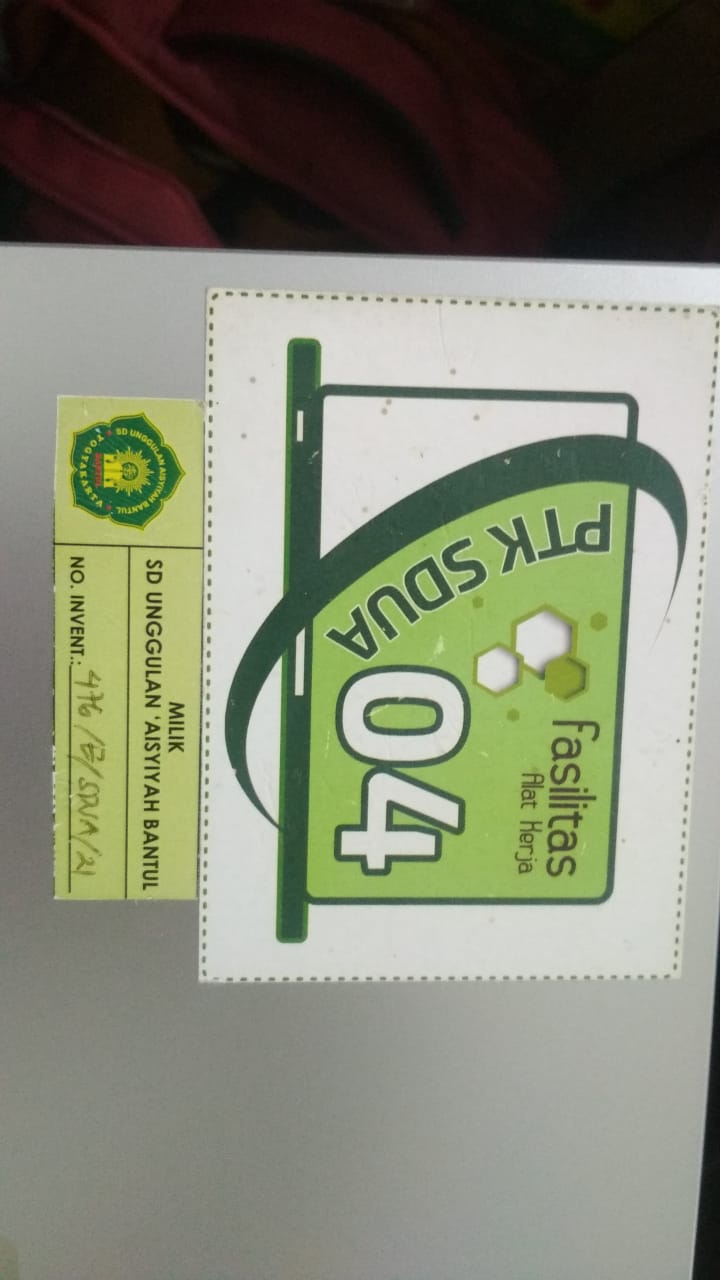 fasilitas
Alat Kerja
PTK SDUA
04
MILIK
SD UNGGULAN 'AISYIYAH BANTUL
NO. INVENT.: 476/E/SDUA/'21
SD UNGGULAN AISYIYAH BANTUL
YOGYAKARTA